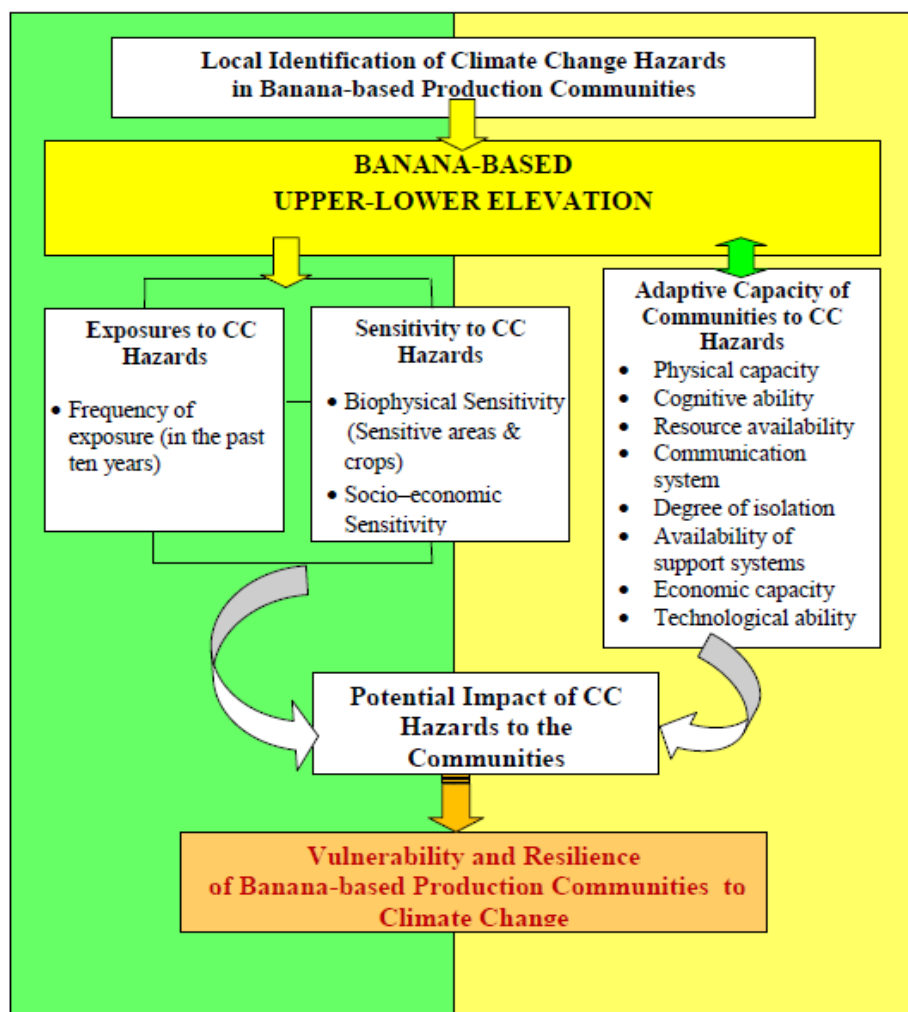 Local Identification of Climate Change Hazards
in Banana-based Production Communities
BANANA-BASED
UPPER-LOWER ELEVATION
Exposures to CC
Hazards
• Frequency of
exposure (in the past
ten years)
Sensitivity to CC
Hazards
• Biophysical Sensitivity
(Sensitive areas &
crops)
• Socio–economic
Sensitivity
Adaptive Capacity of
Communities to CC
Hazards
• Physical capacity
• Cognitive ability
• Resource availability
• Communication
system
• Degree of isolation
• Availability of
support systems
• Economic capacity
• Technological ability
Potential Impact of CC
Hazards to the
Communities
Vulnerability and Resilience
of Banana-based Production Communities to
Climate Change